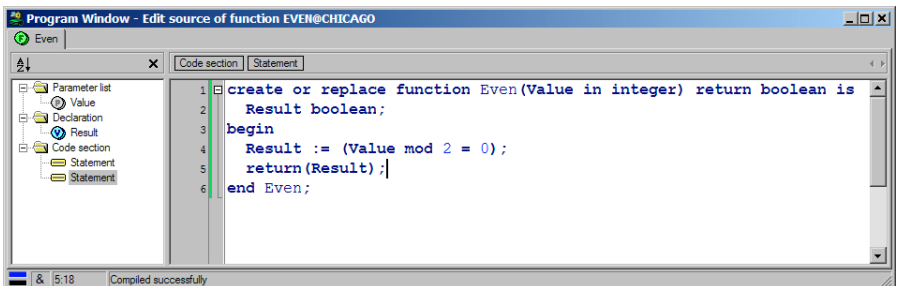 Program Window - Edit source of function EVEN@CHICAGO
Even
Code section Statement
Parameter list
Value
Declaration
Result
Code section
Statement
Statement
1 create or replace function Even(Value in integer) return boolean is
2 Result boolean;
3 begin
4 Result := (Value mod 2 = 0);
5 return(Result);
6 end Even;
& 5:18 Compiled successfully